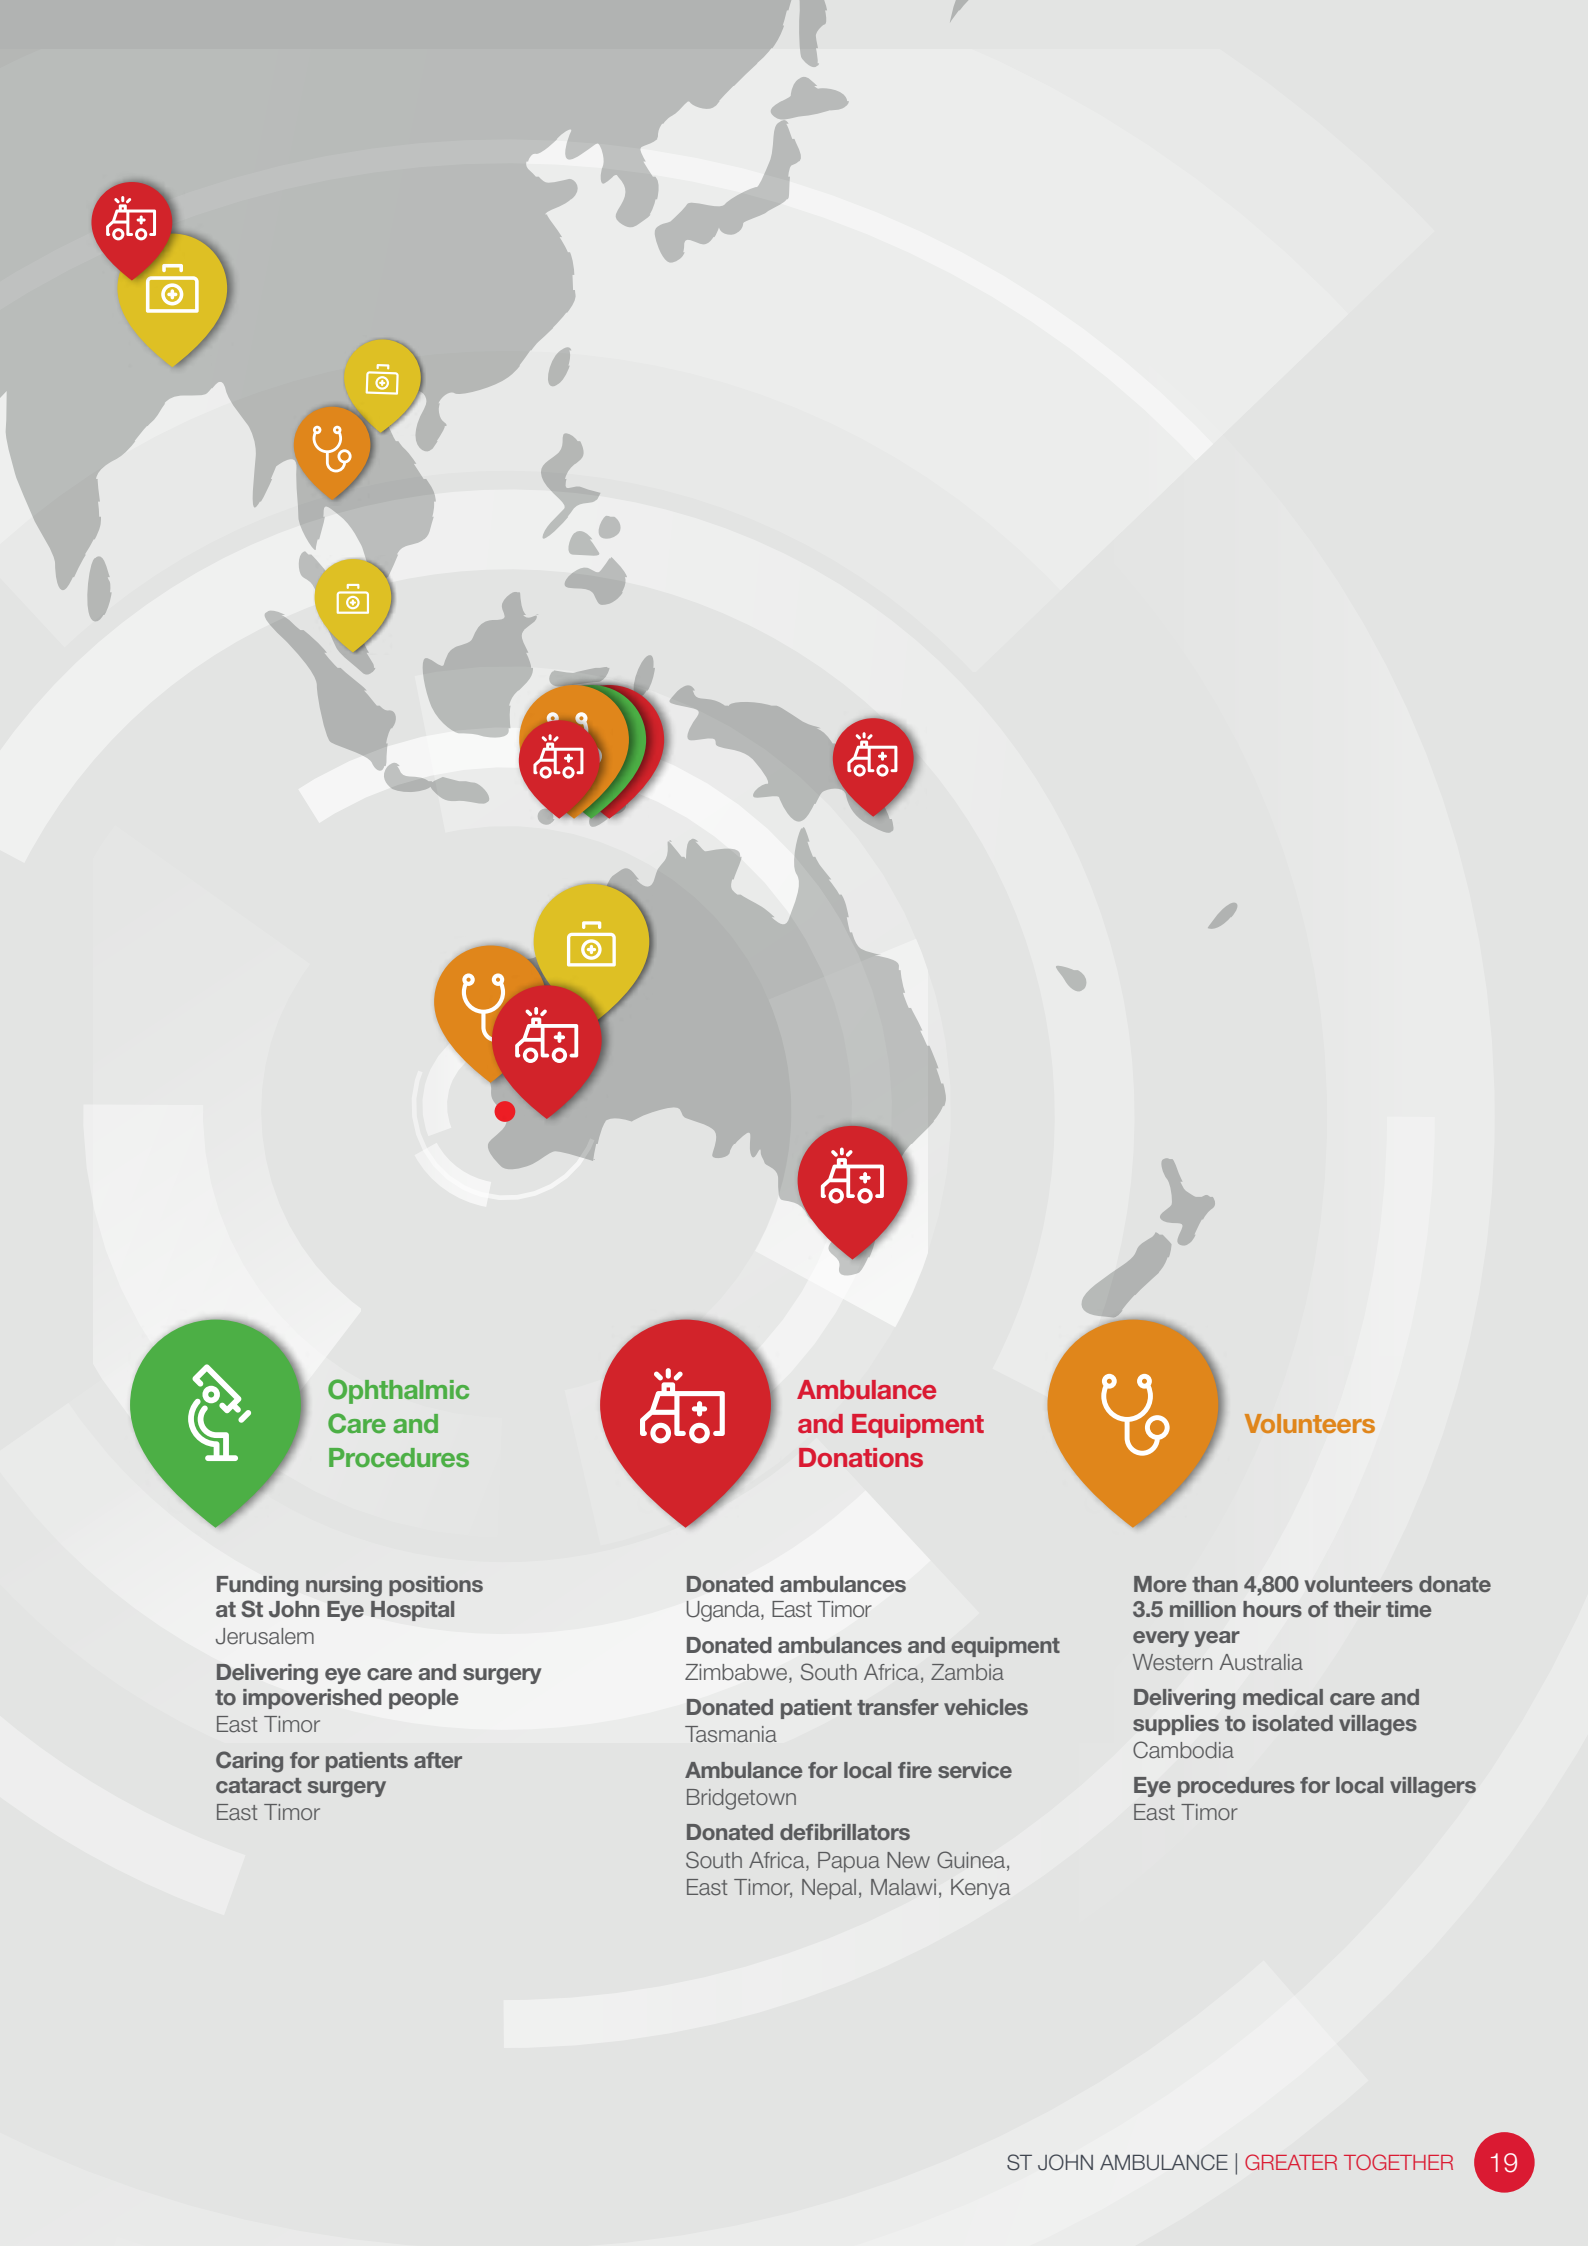 Ophthalmic
Care and
Procedures
Funding nursing positions
at St John Eye Hospital
Jerusalem
Delivering eye care and surgery
to impoverished people
East Timor
Caring for patients after
cataract surgery
East Timor
Ambulance
and Equipment
Donations
Donated ambulances
Uganda, East Timor
Donated ambulances and equipment
Zimbabwe, South Africa, Zambia
Donated patient transfer vehicles
Tasmania
Ambulance for local fire service
Bridgetown
Donated defibrillators
South Africa, Papua New Guinea,
East Timor, Nepal, Malawi, Kenya
Volunteers
More than 4,800 volunteers donate
3.5 million hours of their time
every year
Western Australia
Delivering medical care and
supplies to isolated villages
Cambodia
Eye procedures for local villagers
East Timor
ST JOHN AMBULANCE | GREATER TOGETHER 19